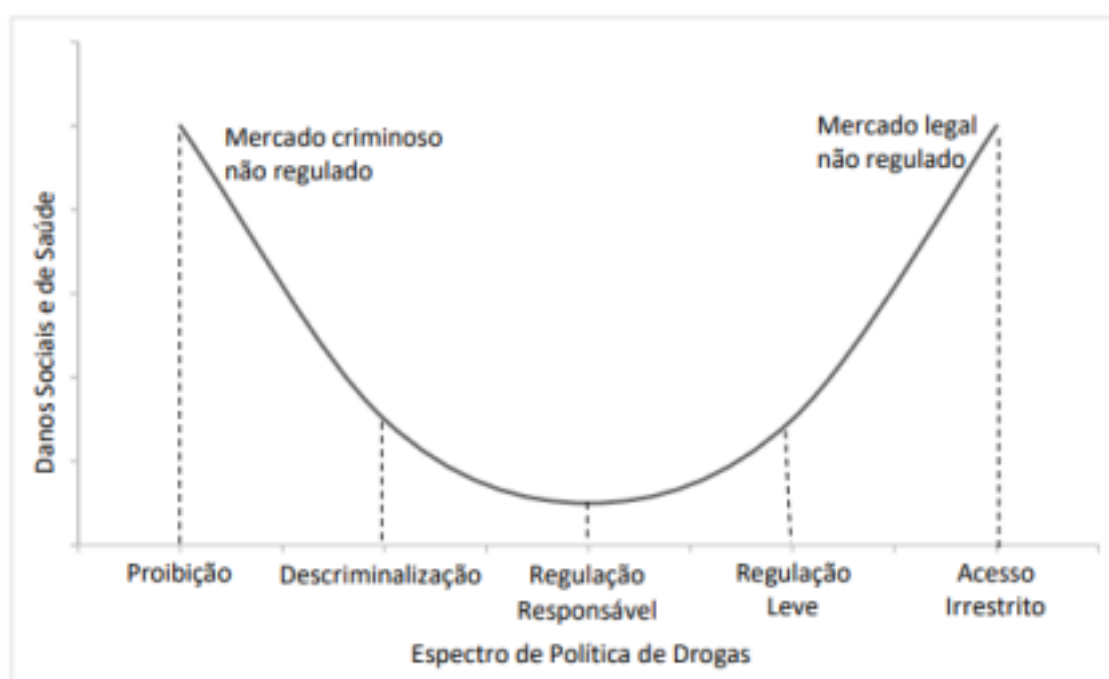 Mercado criminoso
não regulado
Mercado legal
não regulado
Danos Sociais e de Saúde
Proibição
Descriminalização
Regulação
Responsável
Regulação
Leve
Acesso
Irrestrito
Espectro de Política de Drogas